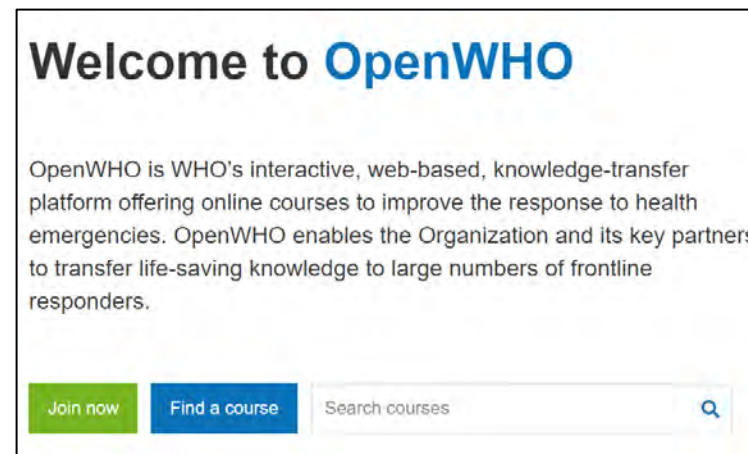 Welcome to OpenWHO
OpenWHO is WHO's interactive, web-based, knowledge-transfer
platform offering online courses to improve the response to health
emergencies. OpenWHO enables the Organization and its key partners
to transfer life-saving knowledge to large numbers of frontline
responders.
Join now Find a course Search courses